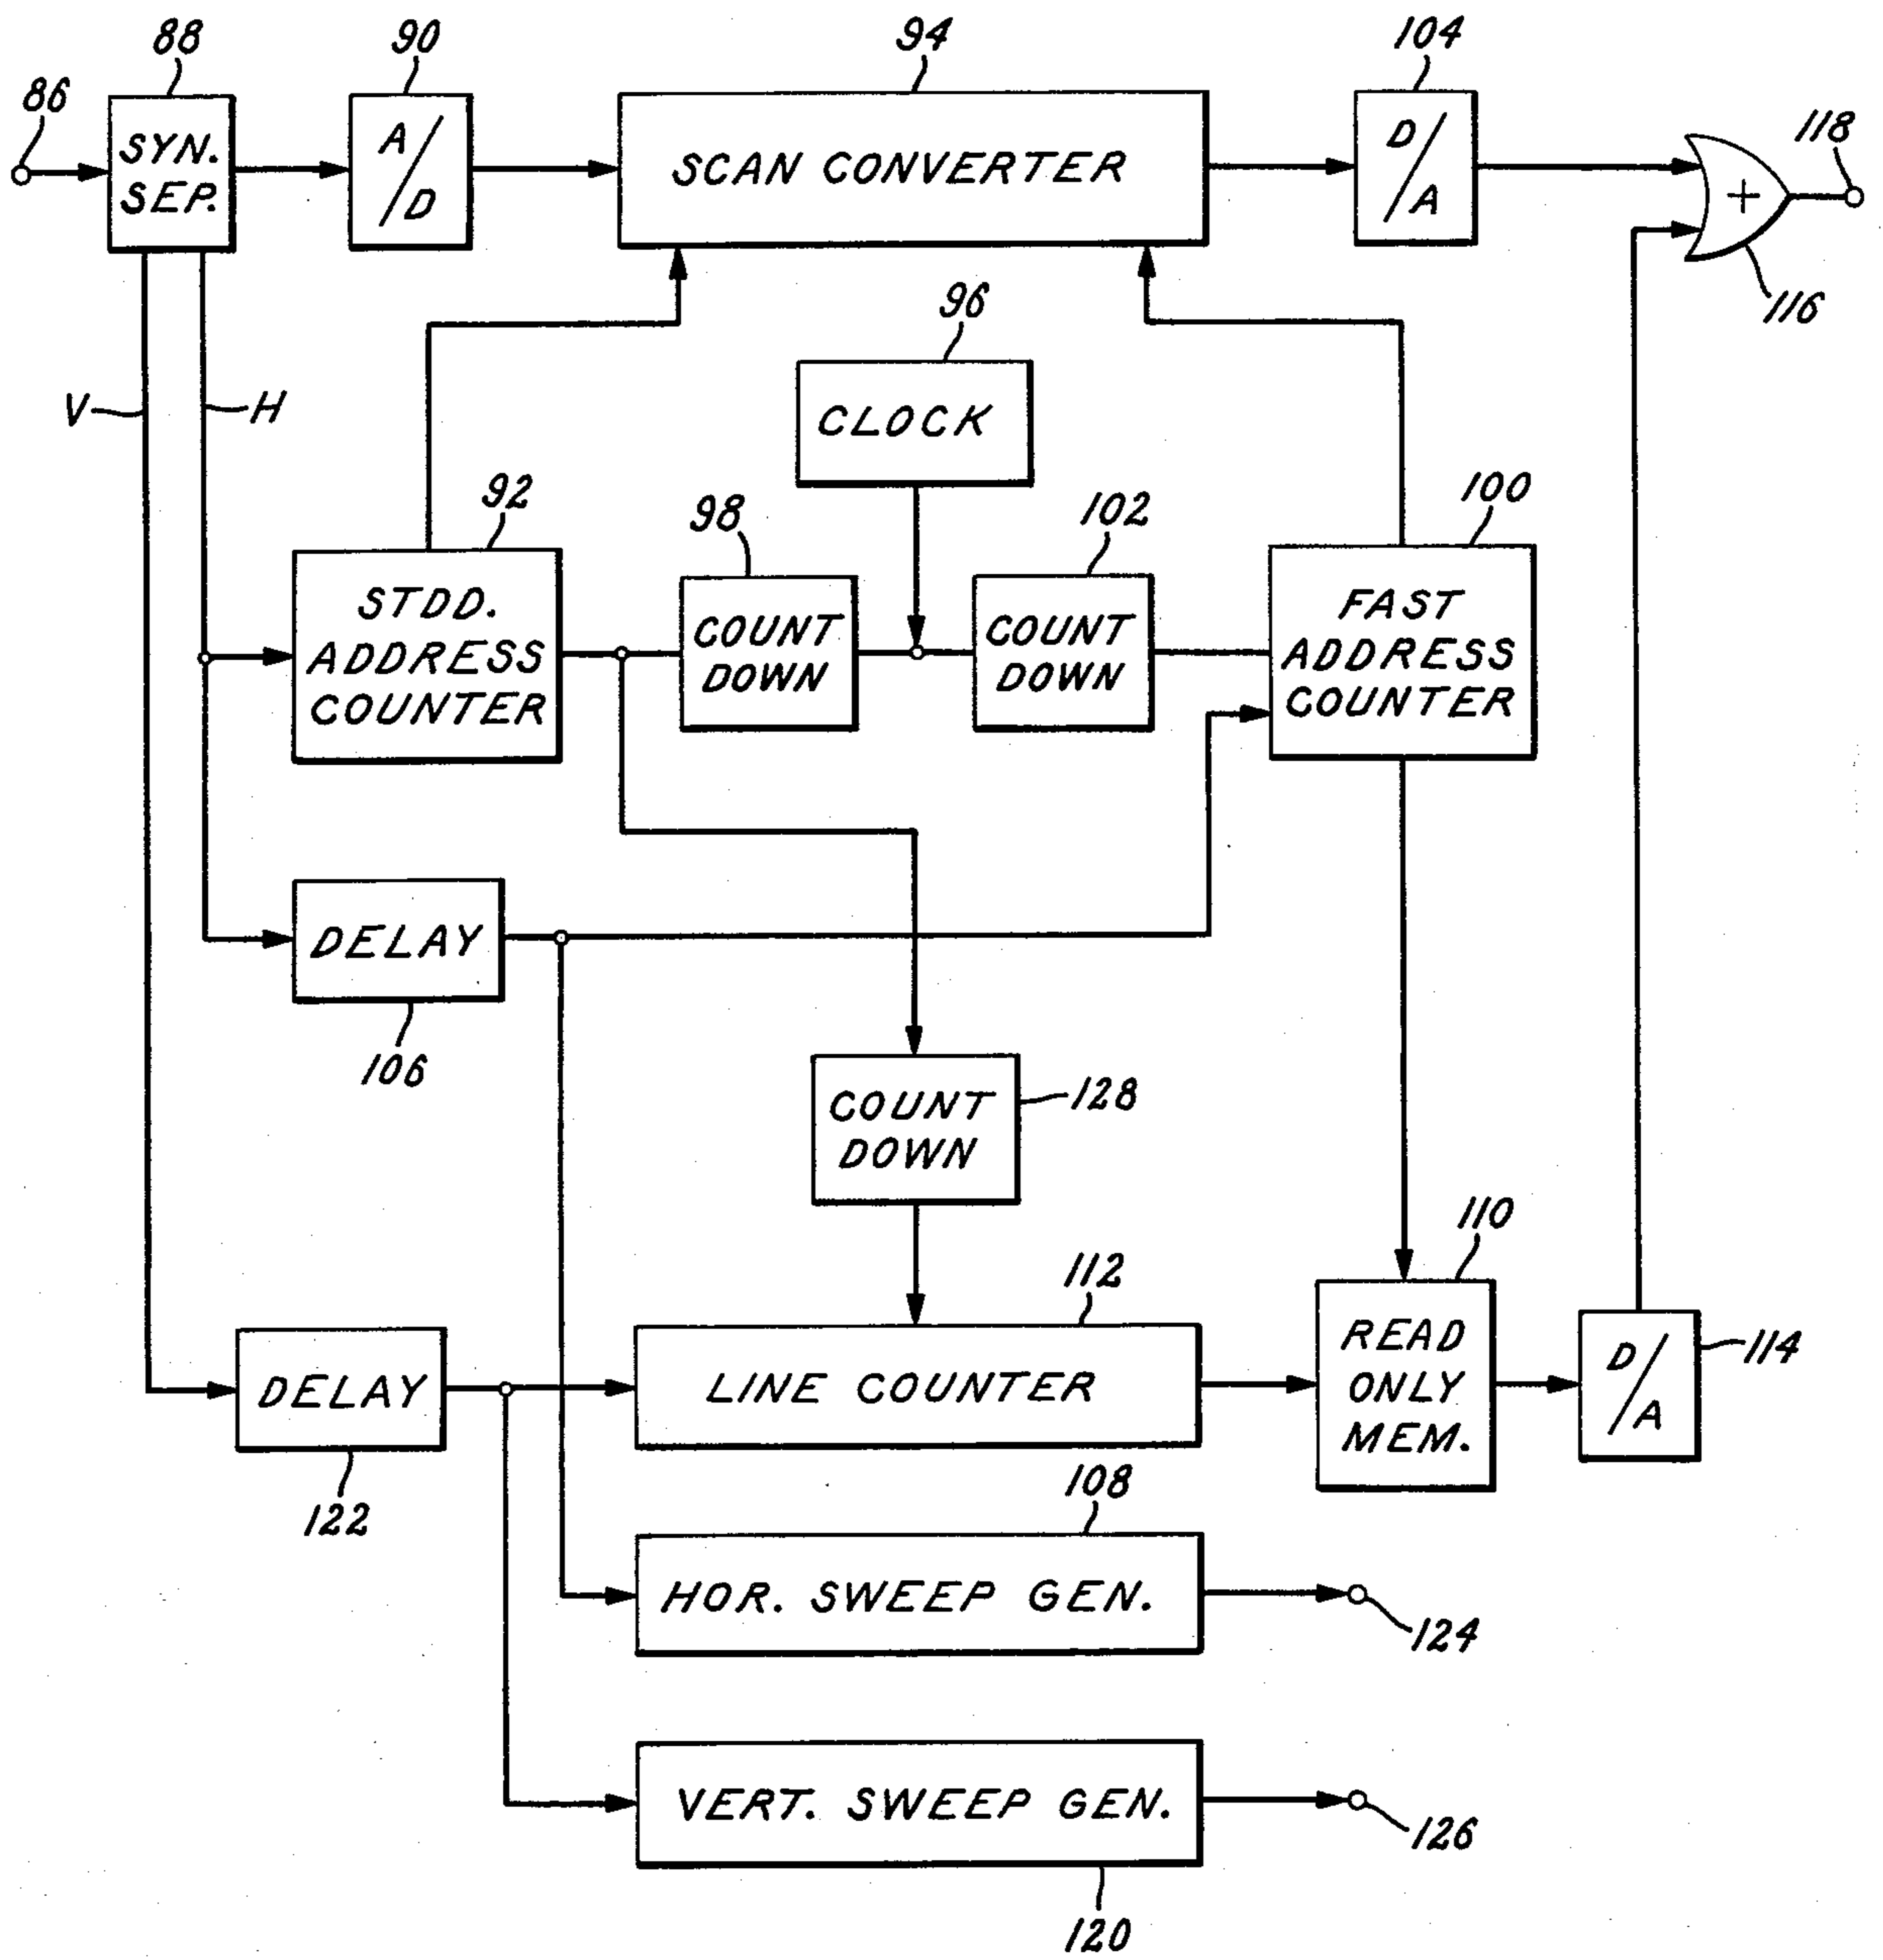 88
90
94
104
86
118
SYN.
SEP.
A/D
SCAN CONVERTER
D/A
+
116
96
V
H
CLOCK
92
98
102
100
STDD.
ADDRESS
COUNTER
COUNT
DOWN
COUNT
DOWN
FAST
ADDRESS
COUNTER
DELAY
106
COUNT
DOWN
128
110
112
READ
ONLY
MEM.
D/A
114
DELAY
LINE COUNTER
122
108
HOR. SWEEP GEN.
124
VERT. SWEEP GEN.
126
120